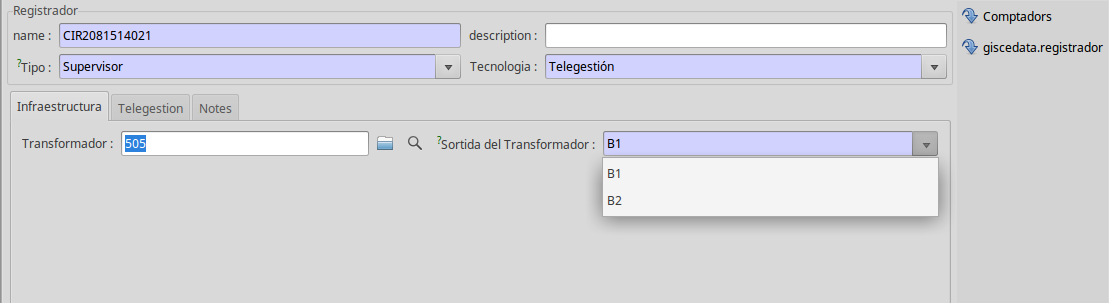 Registrador
name : CIR2081514021 description :
?Tipo : Supervisor Tecnologia : Telegestión
Infraestructura Telegestion Notes
Transformador : 505 ?Sortida del Transformador : B1
B1
B2
Comptadors
giscedata.registrador